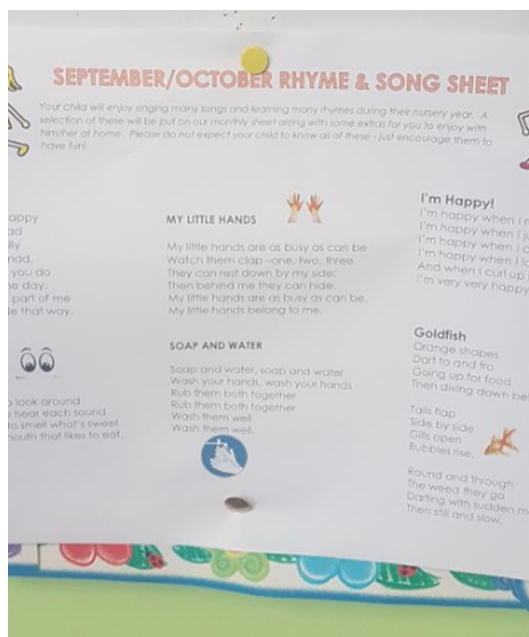 SEPTEMBER/OCTOBER RHYME & SONG SHEET
Your child will enjoy singing many songs and learning many rhymes during their nursery year. A
selection of these will be put on our monthly sheet along with some extras for you to enjoy with
him/her at home. Please do not expect your child to know all of these - just encourage them to
have fun!
appy
ad
lly
mad,
you do
e day,
part of me
le that way.
look around
hear each sound
to smell what's sweet
mouth that likes to eat.
MY LITTLE HANDS
My little hands are as busy as can be
Watch them clap –one, two, three.
They can rest down by my side;
Then behind me they can hide.
My little hands are as busy as can be.
My little hands belong to me.
SOAP AND WATER
Soap and water, soap and water
Wash your hands, wash your hands
Rub them both together
Rub them both together
Wash them well
Wash them well.
I'm Happy!
I'm happy when I
I'm happy when I j
I'm happy when I c
I'm happy when I
And when I curl up
I'm very very happy
Goldfish
Orange shapes
Dart to and fro
Going up for food
Then diving down be
Tails flap
Side by side
Gills open
Bubbles rise.
Round and through
The weed they go
Darting with sudden m
Then still and slow.